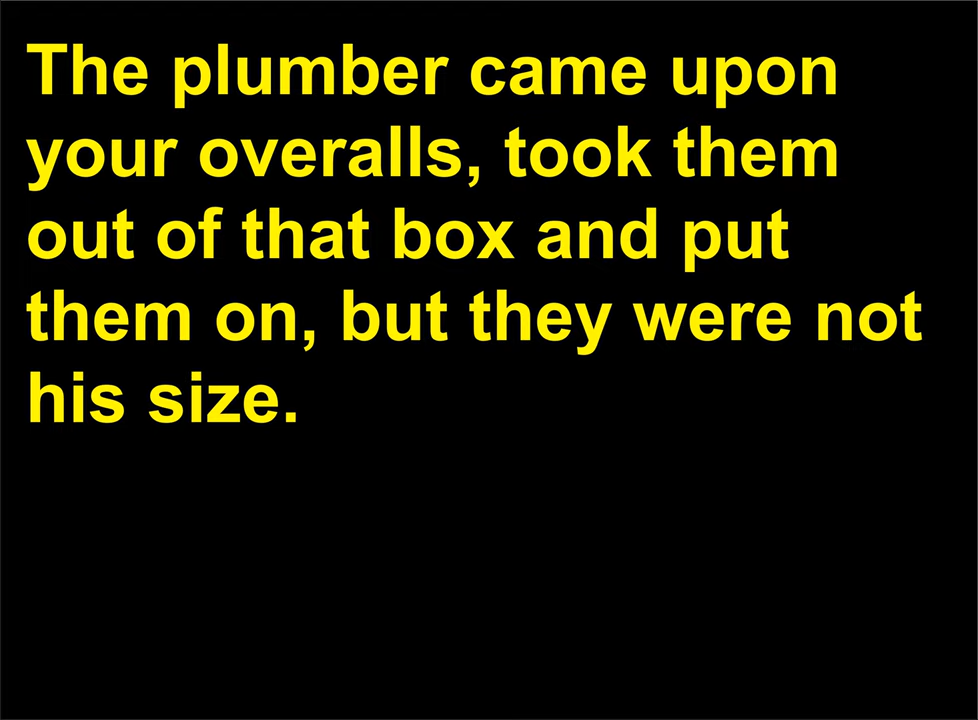 The plumber came upon
your overalls, took them
out of that box and put
them on, but they were not
his size.